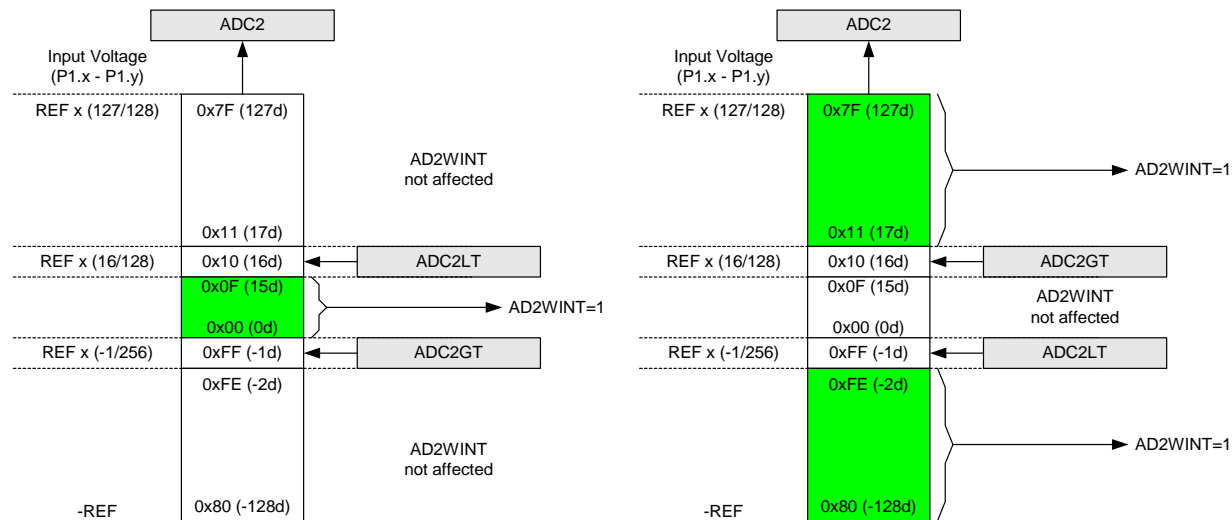 ADC2
Input Voltage
(P1.x - P1.y)
REF x (127/128)
0x7F (127d)
AD2WINT
not affected
0x11 (17d)
REF x (16/128)
0x10 (16d)
ADC2LT
0x0F (15d)
AD2WINT=1
0x00 (0d)
REF x (-1/256)
0xFF (-1d)
ADC2GT
0xFE (-2d)
AD2WINT
not affected
0x80 (-128d)
-REF
ADC2
Input Voltage
(P1.x - P1.y)
REF x (127/128)
0x7F (127d)
AD2WINT=1
0x11 (17d)
REF x (16/128)
0x10 (16d)
ADC2GT
0x0F (15d)
AD2WINT
not affected
0x00 (0d)
REF x (-1/256)
0xFF (-1d)
ADC2LT
0xFE (-2d)
AD2WINT=1
0x80 (-128d)
-REF